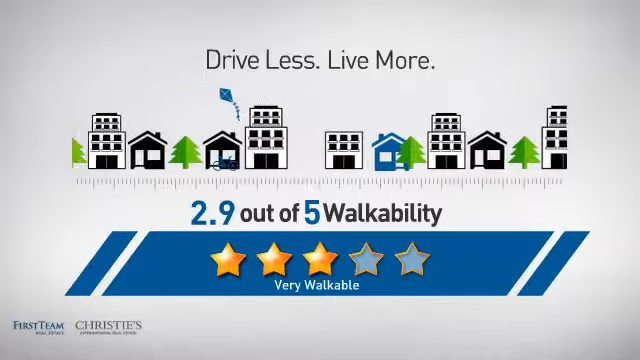 Drive Less. Live More.
2.9 out of 5 Walkability
Very Walkable
FIRST TEAM
REAL ESTATE
CHRISTIE'S
INTERNATIONAL REAL ESTATE